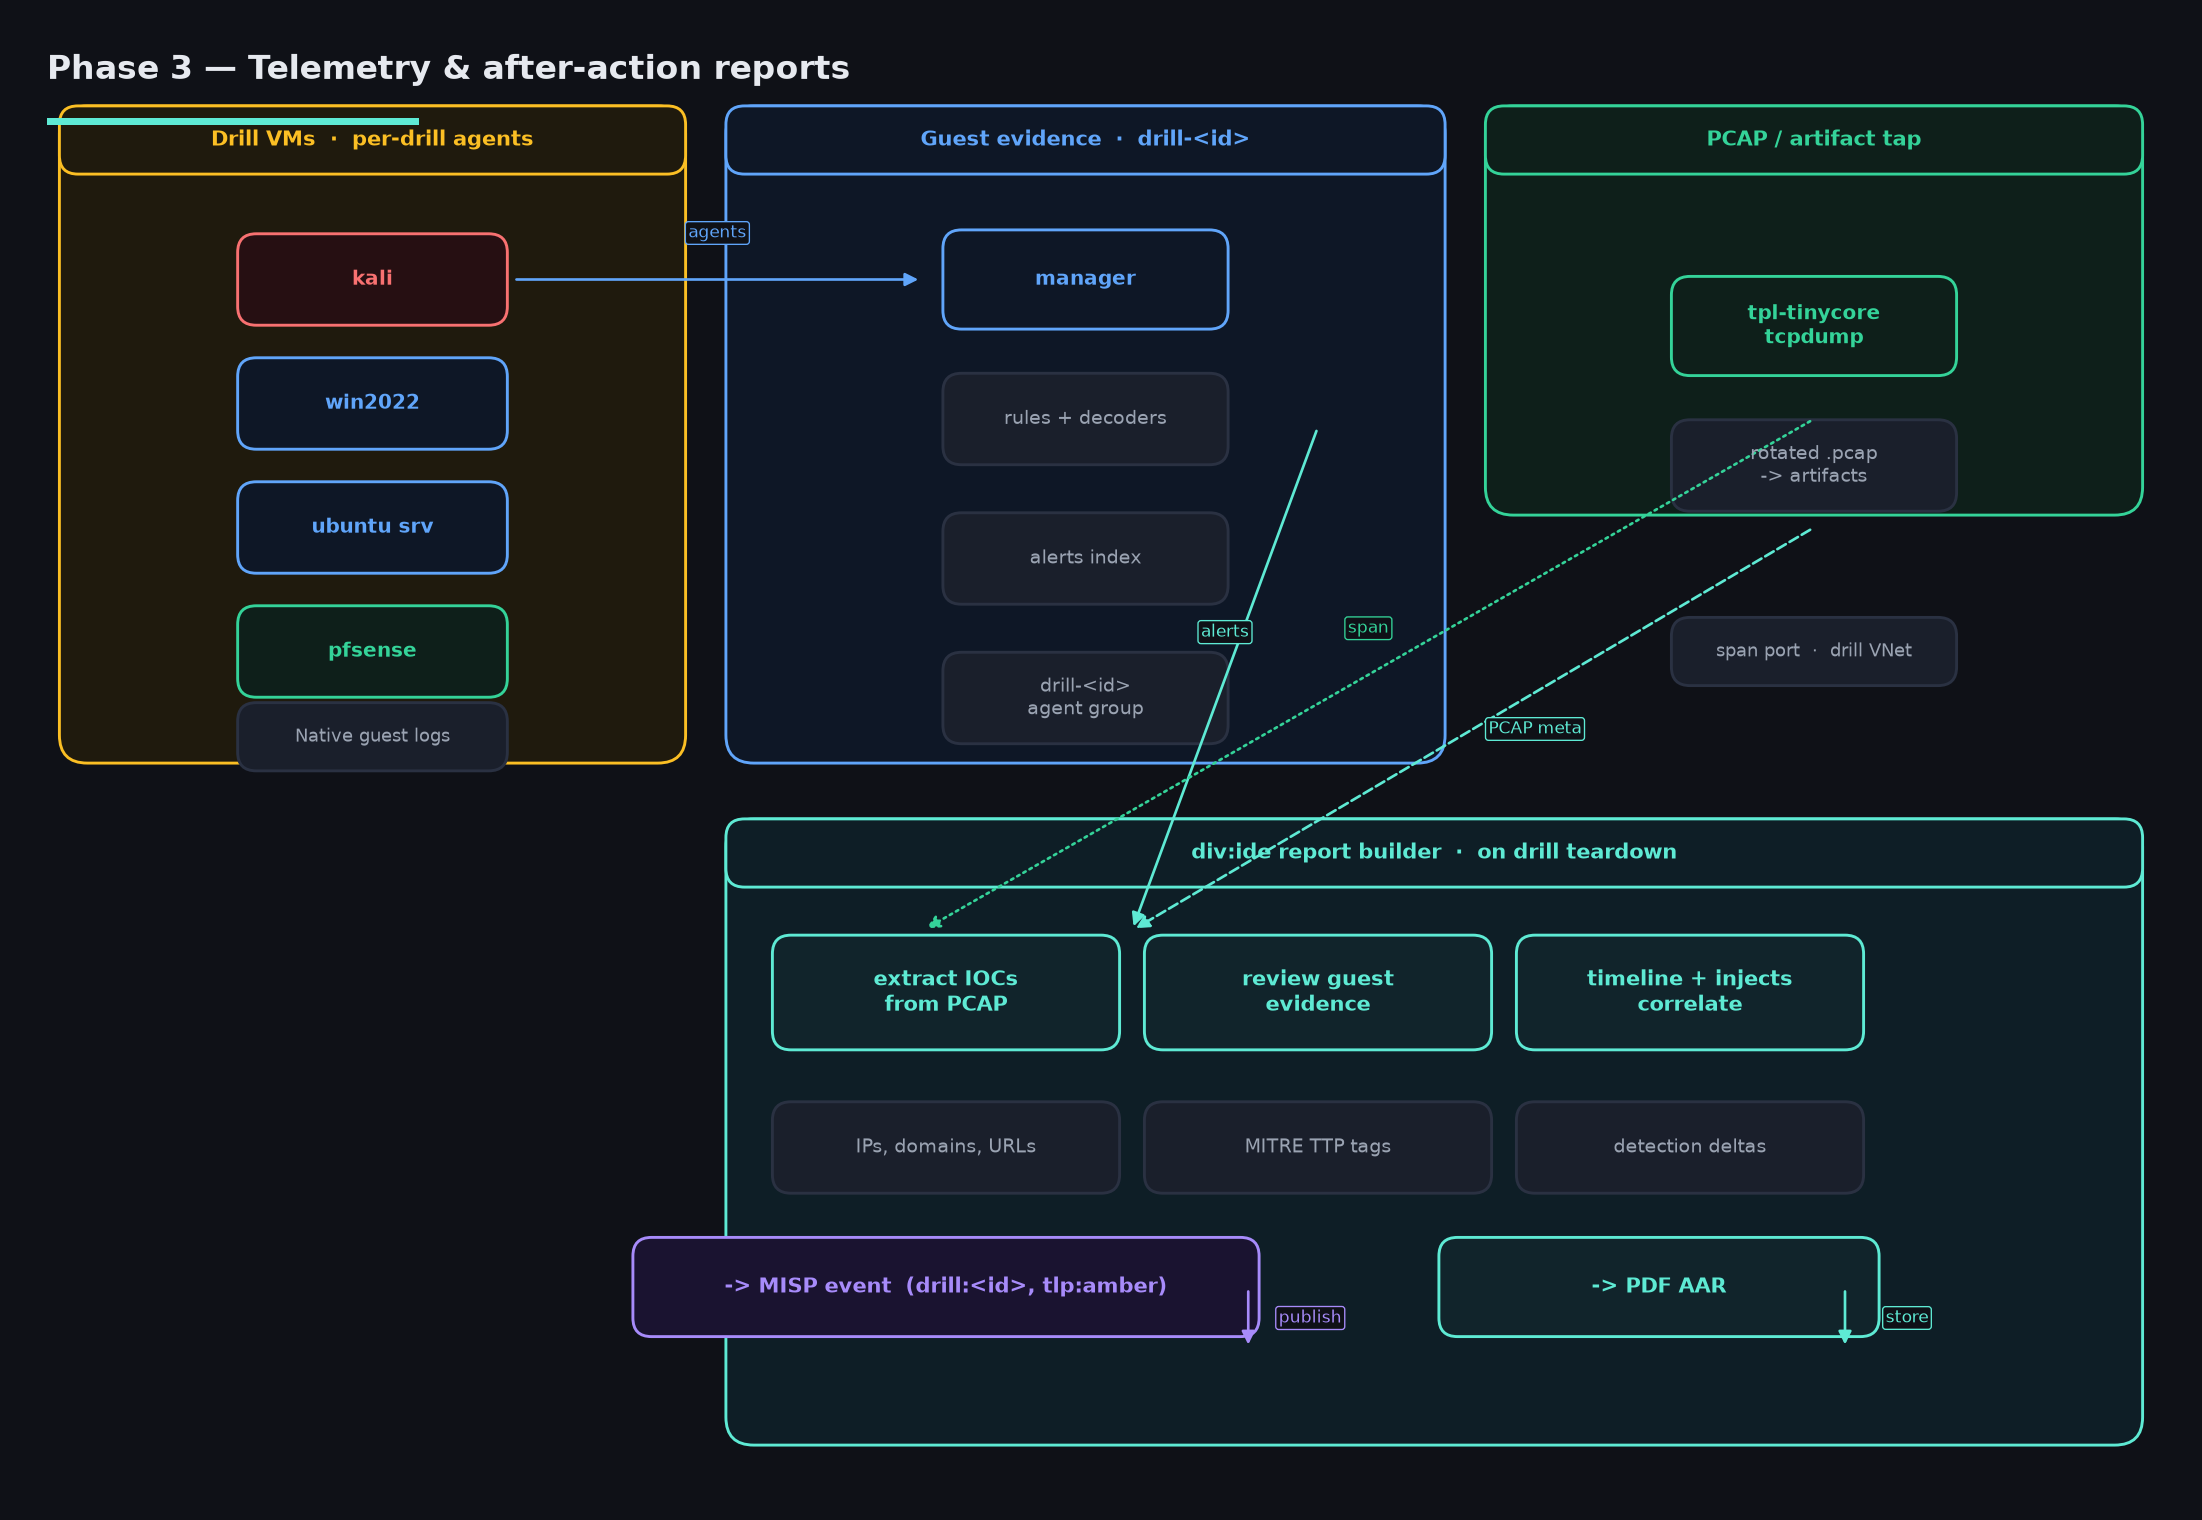 Phase 3 — Telemetry & after-action reports
Drill VMs · per-drill agents
kali
win2022
ubuntu srv
pfsense
Native guest logs
agents
Guest evidence · drill-<id>
manager
rules + decoders
alerts index
drill-<id>
agent group
alerts
span
PCAP / artifact tap
tpl-tinycore
tcpdump
rotated .pcap
-> artifacts
span port · drill VNet
PCAP meta
div:ide report builder · on drill teardown
extract IOCs
from PCAP
review guest
evidence
timeline + injects
correlate
IPs, domains, URLs
MITRE TTP tags
detection deltas
-> MISP event (drill:<id>, tlp:amber)
publish
-> PDF AAR
store